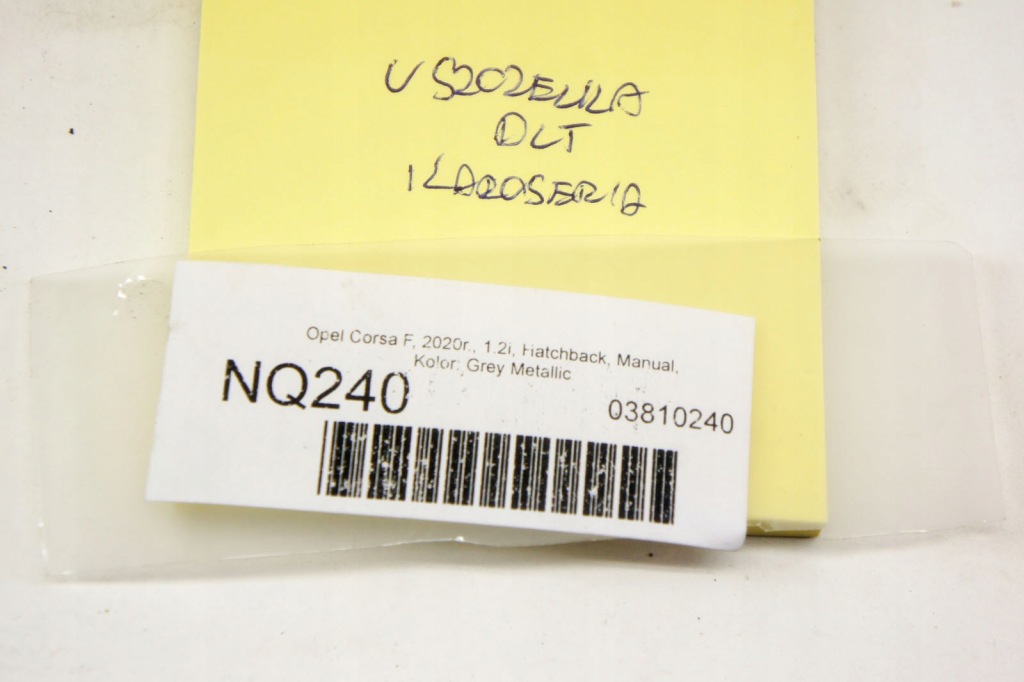 USZCZELKA
DLT
KAROSERIA
Opel Corsa F, 2020r., 1.2i, Hatchback, Manual,
Kolor: Grey Metallic
NQ240
03810240